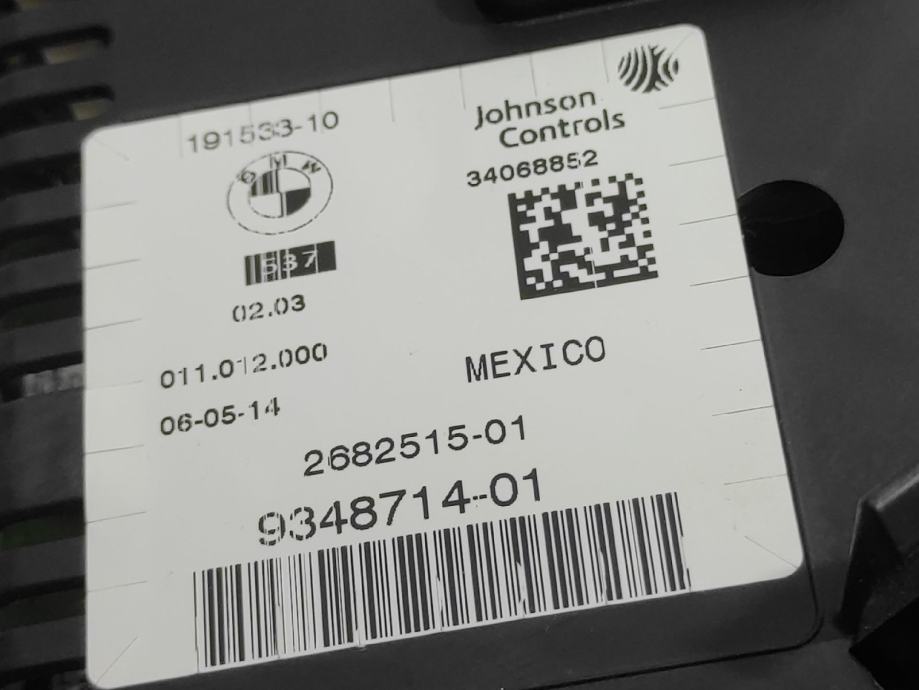 191533-10
Johnson
Controls
34068852
BMW
537
02.03
011.012.000
06-05-14
MEXICO
2682515-01
9348714-01